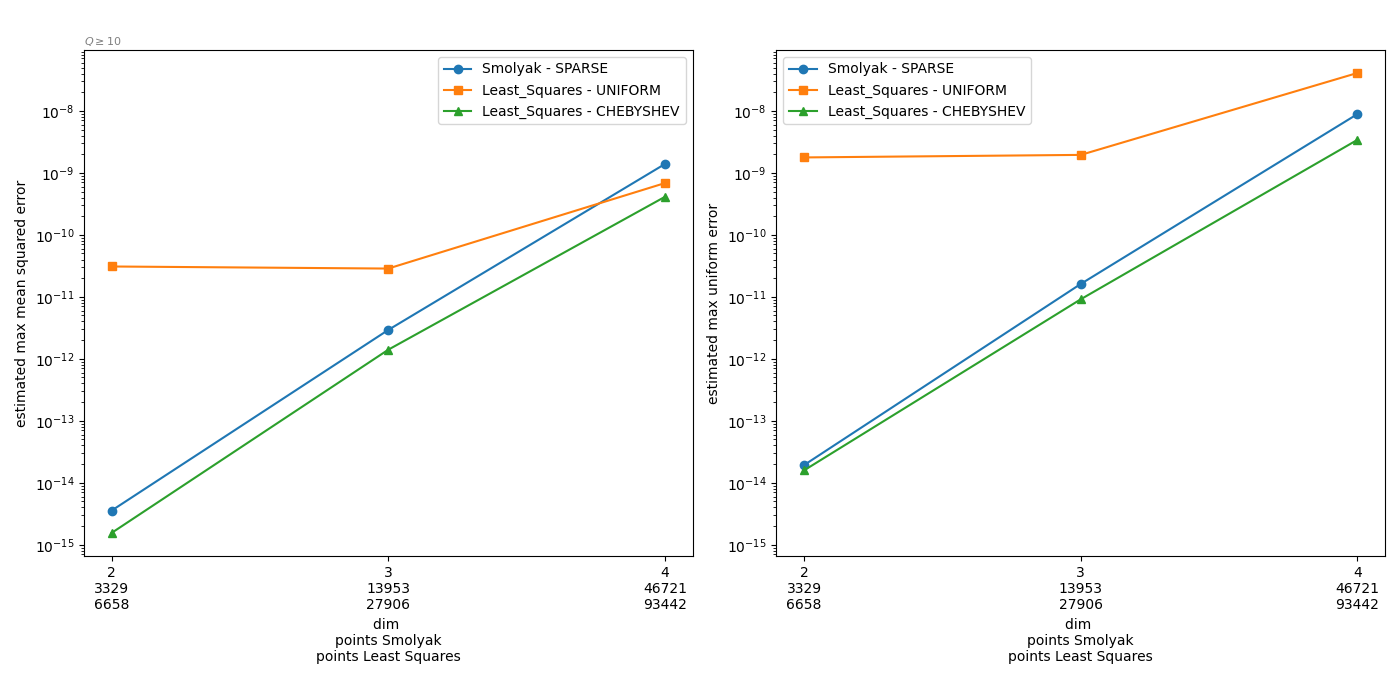 Q ≥ 10
estimated max mean squared error
10⁻⁸
10⁻⁹
10⁻¹⁰
10⁻¹¹
10⁻¹²
10⁻¹³
10⁻¹⁴
10⁻¹⁵
Smolyak - SPARSE
Least_Squares - UNIFORM
Least_Squares - CHEBYSHEV
2 3 4
3329 13953 46721
6658 27906 93442
dim
points Smolyak
points Least Squares
estimated max uniform error
10⁻⁸
10⁻⁹
10⁻¹⁰
10⁻¹¹
10⁻¹²
10⁻¹³
10⁻¹⁴
10⁻¹⁵
Smolyak - SPARSE
Least_Squares - UNIFORM
Least_Squares - CHEBYSHEV
2 3 4
3329 13953 46721
6658 27906 93442
dim
points Smolyak
points Least Squares